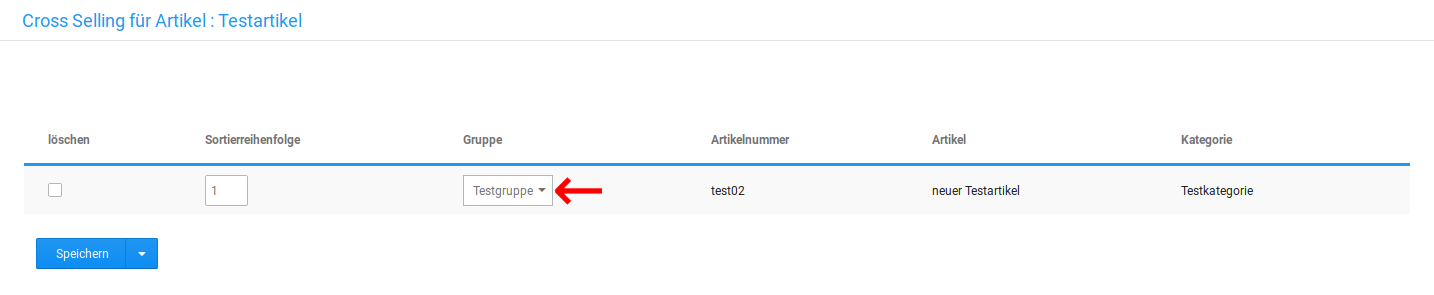 Cross Selling für Artikel : Testartikel
löschen Sortierreihenfolge Gruppe Artikelnummer Artikel Kategorie
1 Testgruppe test02 neuer Testartikel Testkategorie
Speichern